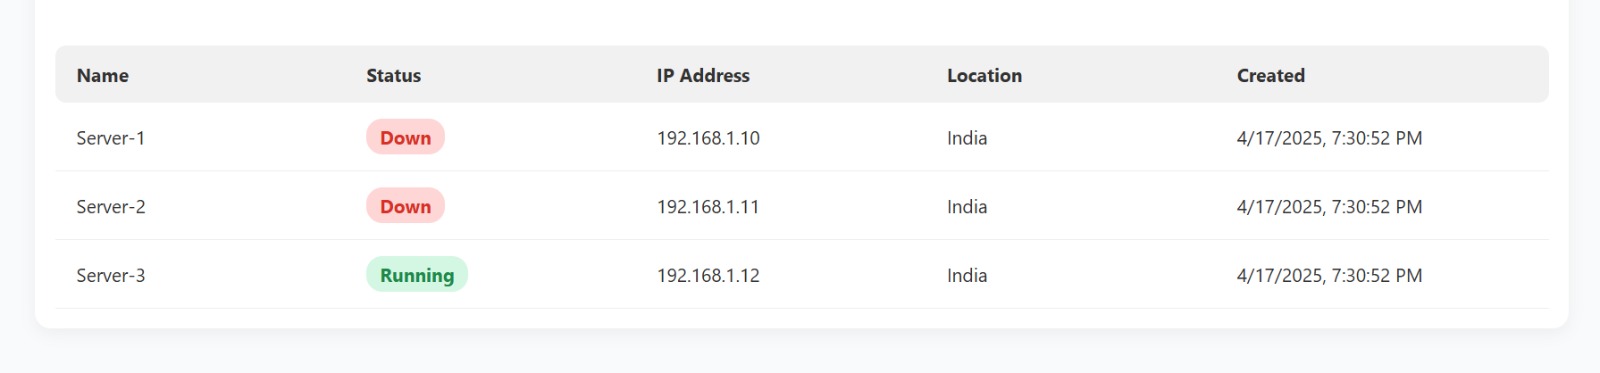 Name Status IP Address Location Created
Server-1 Down 192.168.1.10 India 4/17/2025, 7:30:52 PM
Server-2 Down 192.168.1.11 India 4/17/2025, 7:30:52 PM
Server-3 Running 192.168.1.12 India 4/17/2025, 7:30:52 PM